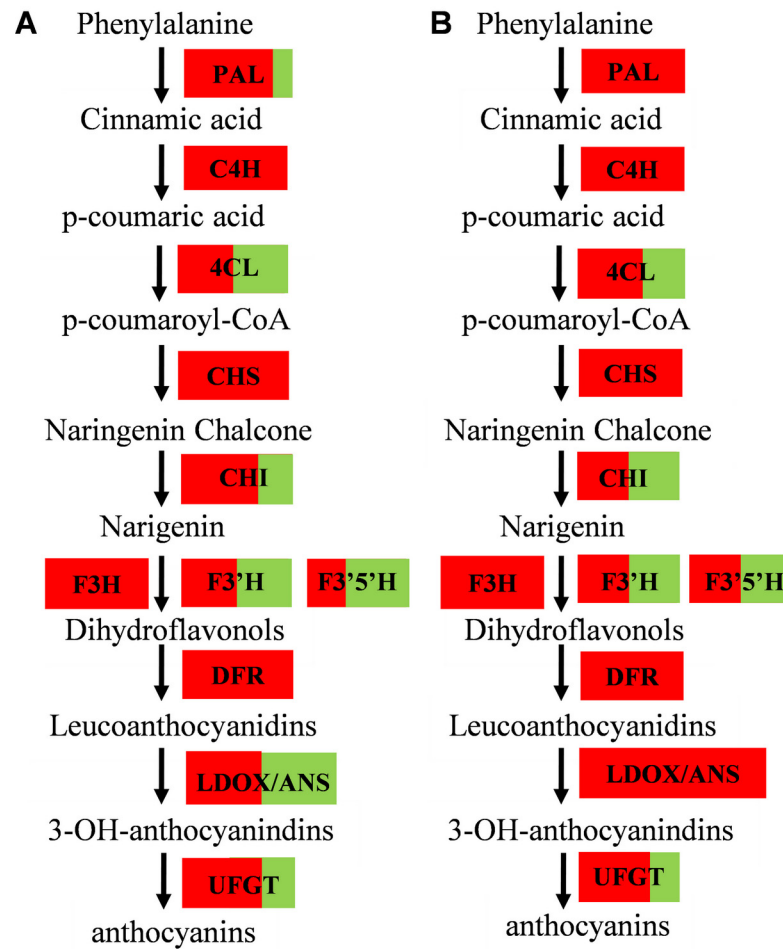 A
Phenylalanine
PAL
Cinnamic acid
C4H
p-coumaric acid
4CL
p-coumaroyl-CoA
CHS
Naringenin Chalcone
CHI
Narigenin
F3H F3’H F3’5’H
Dihydroflavonols
DFR
Leucoanthocyanidins
LDOX/ANS
3-OH-anthocyanindins
UFGT
anthocyanins
B
Phenylalanine
PAL
Cinnamic acid
C4H
p-coumaric acid
4CL
p-coumaroyl-CoA
CHS
Naringenin Chalcone
CHI
Narigenin
F3H F3’H F3’5’H
Dihydroflavonols
DFR
Leucoanthocyanidins
LDOX/ANS
3-OH-anthocyanindins
UFGT
anthocyanins